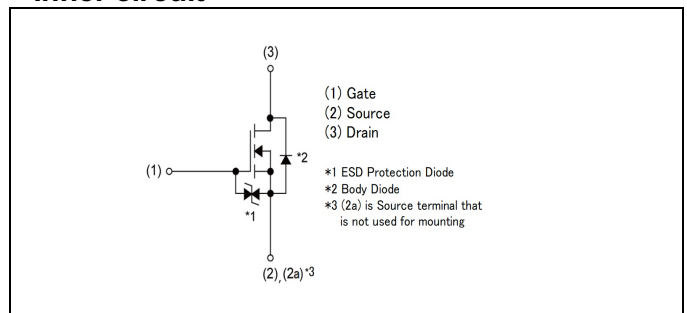 Inner circuit
(3)
(1) Gate
(2) Source
(3) Drain
*2
(1)
*1 ESD Protection Diode
*2 Body Diode
*3 (2a) is Source terminal that
is not used for mounting
*1
(2),(2a)*3